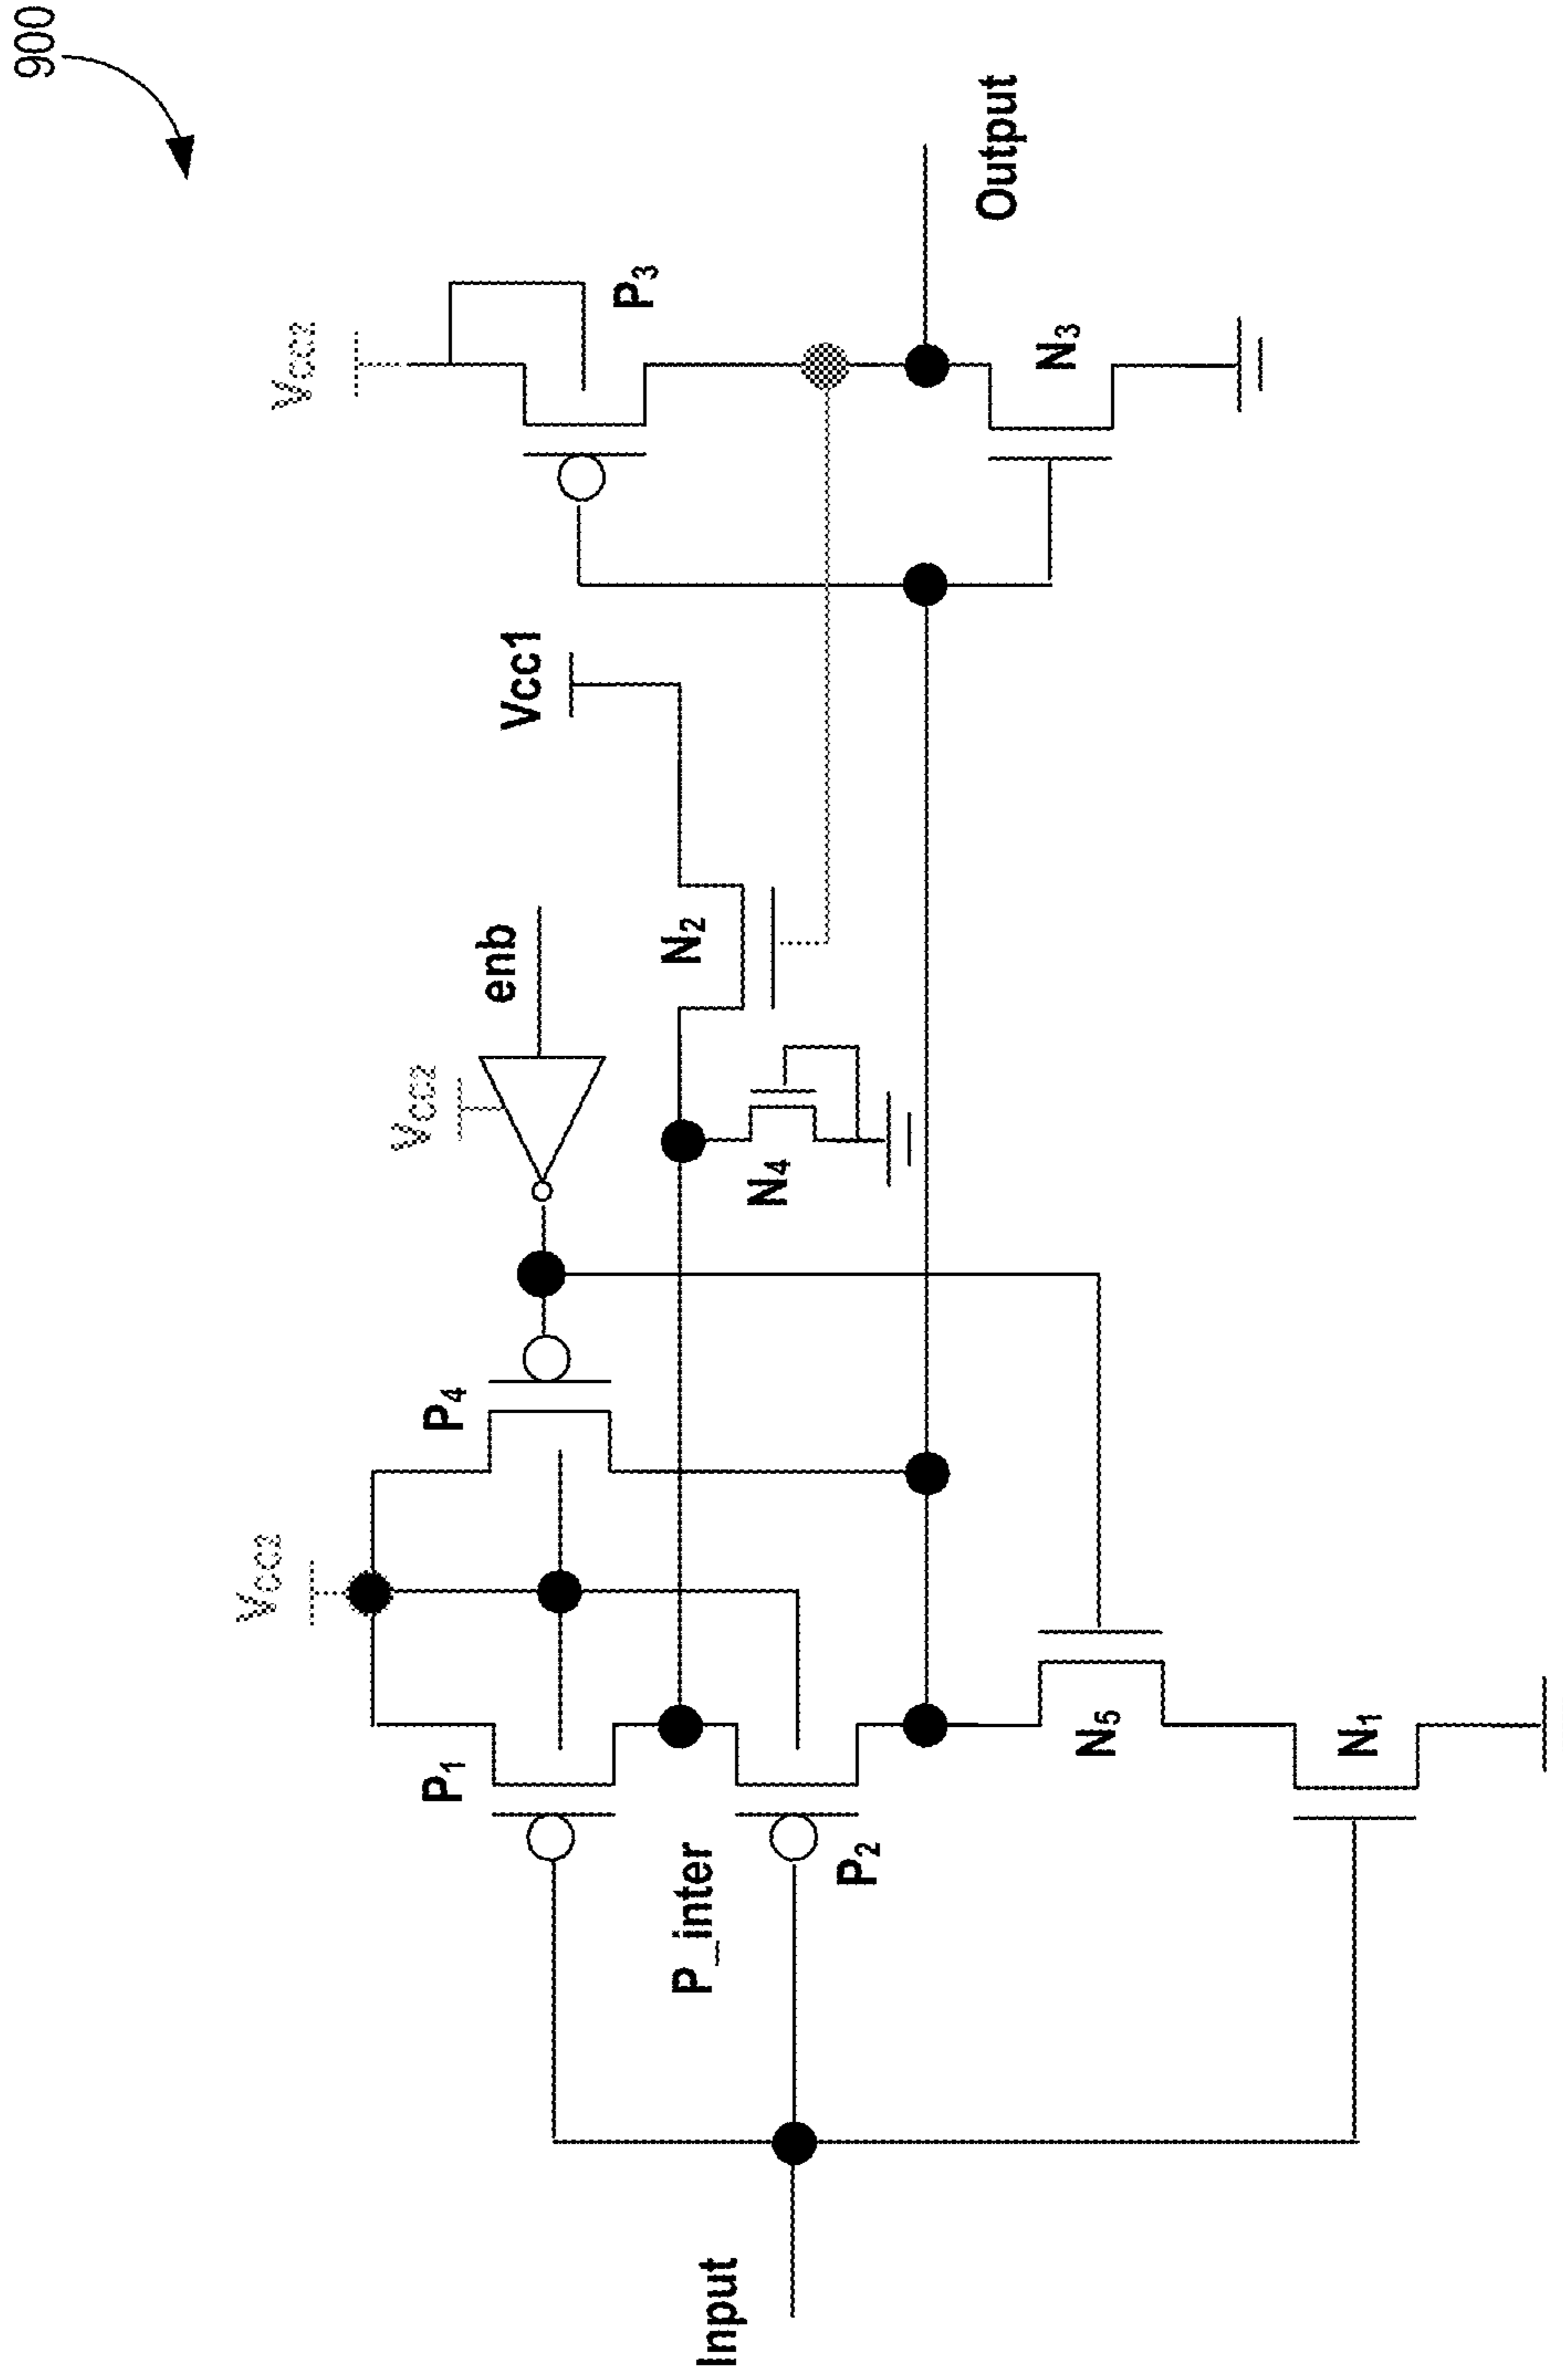 900
Vcc2
P3
Output
N3
Vcc1
enb
Vcc2
N2
N4
P4
Vcc2
P1
P_inter
P2
N5
N1
Input